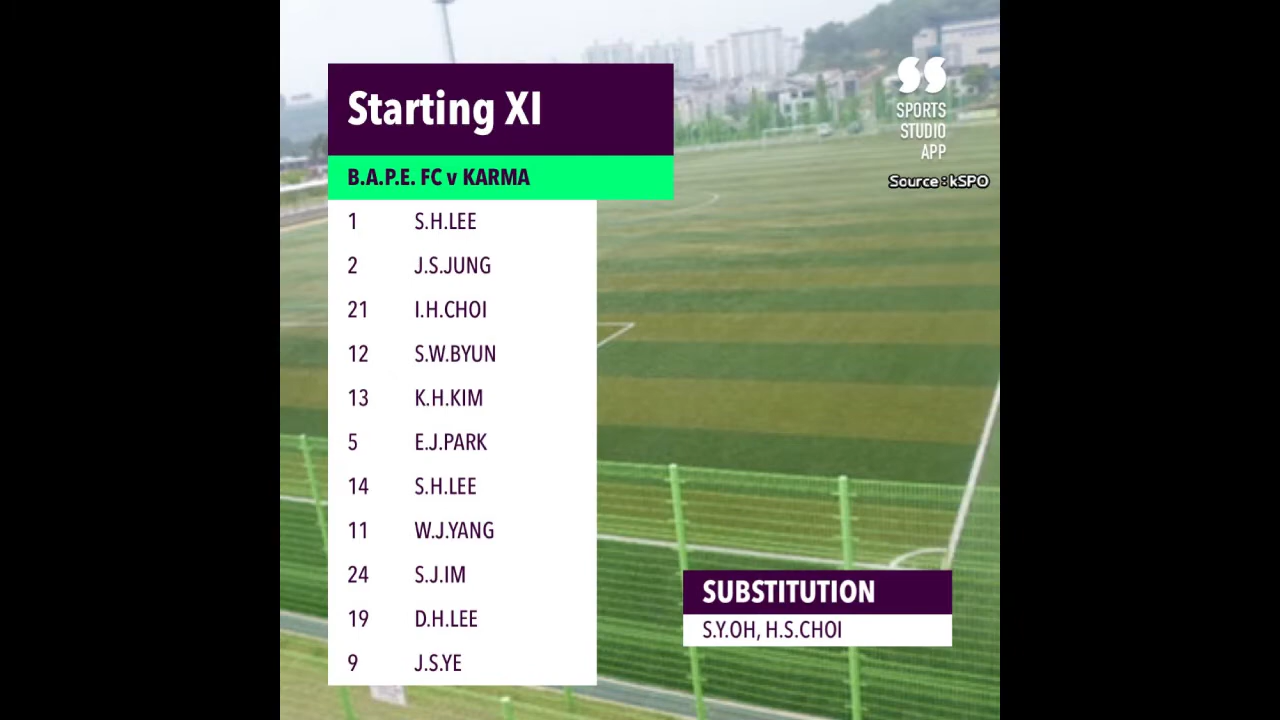 Starting XI
B.A.P.E. FC v KARMA
1 S.H.LEE
2 J.S.JUNG
21 I.H.CHOI
12 S.W.BYUN
13 K.H.KIM
5 E.J.PARK
14 S.H.LEE
11 W.J.YANG
24 S.J.IM
19 D.H.LEE
9 J.S.YE
SPORTS
STUDIO
APP
Source : kSPO
SUBSTITUTION
S.Y.OH, H.S.CHOI